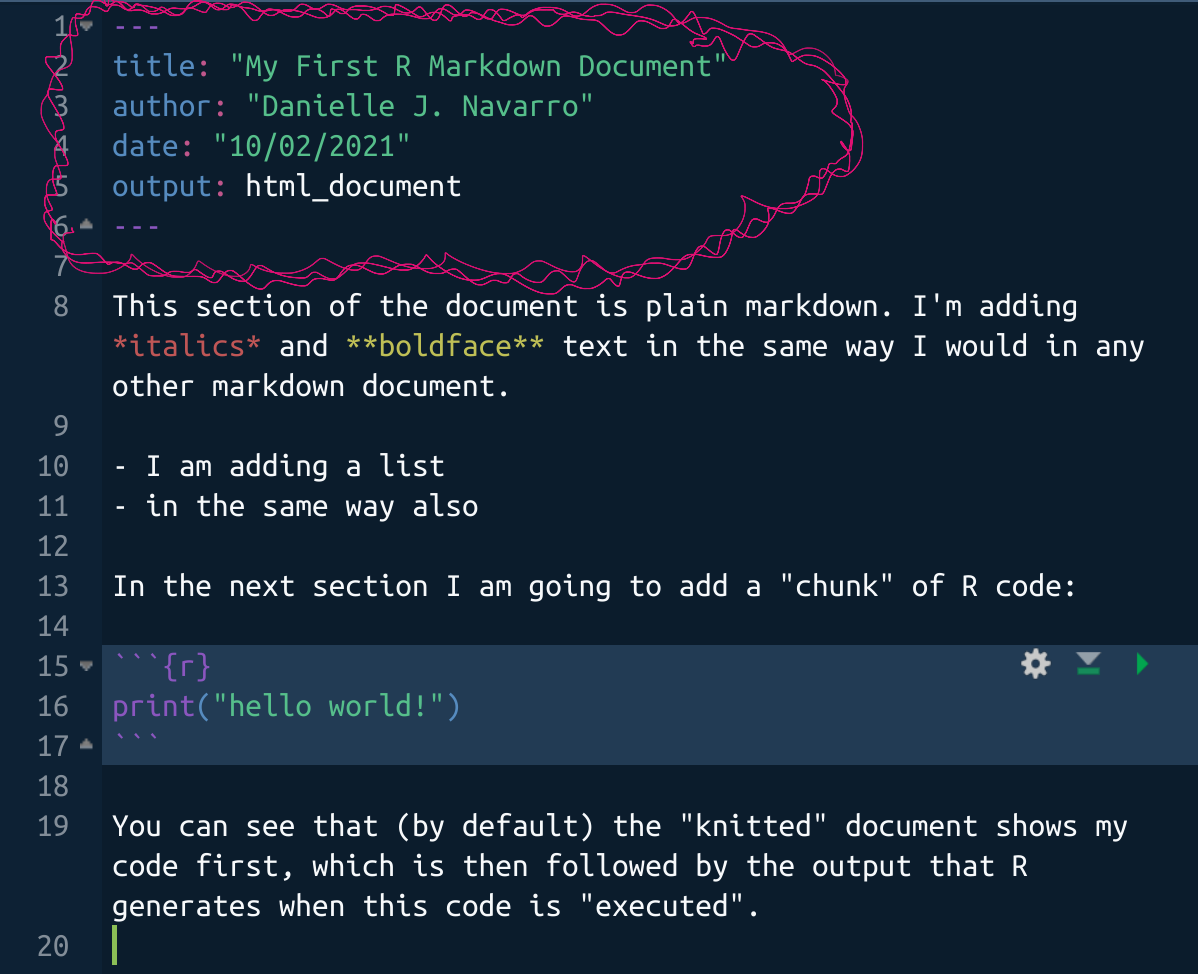 1 ---
2 title: "My First R Markdown Document"
3 author: "Danielle J. Navarro"
4 date: "10/02/2021"
5 output: html_document
6 ---
7
8 This section of the document is plain markdown. I'm adding
*italics* and **boldface** text in the same way I would in any
other markdown document.
9
10 - I am adding a list
11 - in the same way also
12
13 In the next section I am going to add a "chunk" of R code:
14
15 ```{r}
16 print("hello world!")
17 ```
18
19 You can see that (by default) the "knitted" document shows my
code first, which is then followed by the output that R
generates when this code is "executed".
20